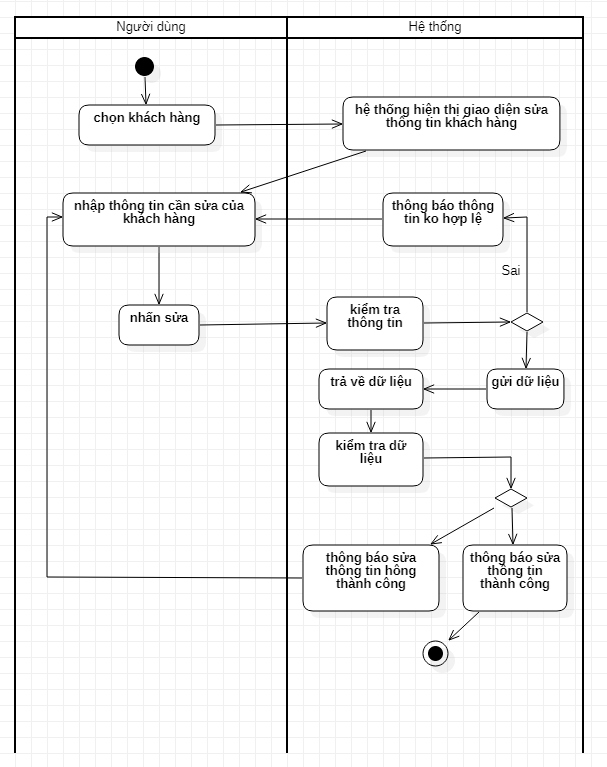 Người dùng
Hệ thống
chọn khách hàng
hệ thống hiện thị giao diện sửa
thông tin khách hàng
nhập thông tin cần sửa của
khách hàng
thông báo thông
tin ko hợp lệ
Sai
nhấn sửa
kiểm tra
thông tin
trả về dữ liệu
gửi dữ liệu
kiểm tra dữ
liệu
thông báo sửa
thông tin hông
thành công
thông báo sửa
thông tin
thành công